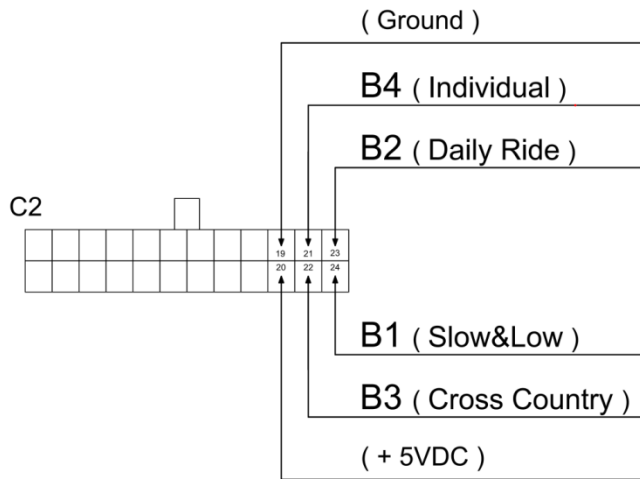 ( Ground )
B4 ( Individual )
B2 ( Daily Ride )
C2
19 21 23
20 22 24
B1 ( Slow&Low )
B3 ( Cross Country )
( + 5VDC )